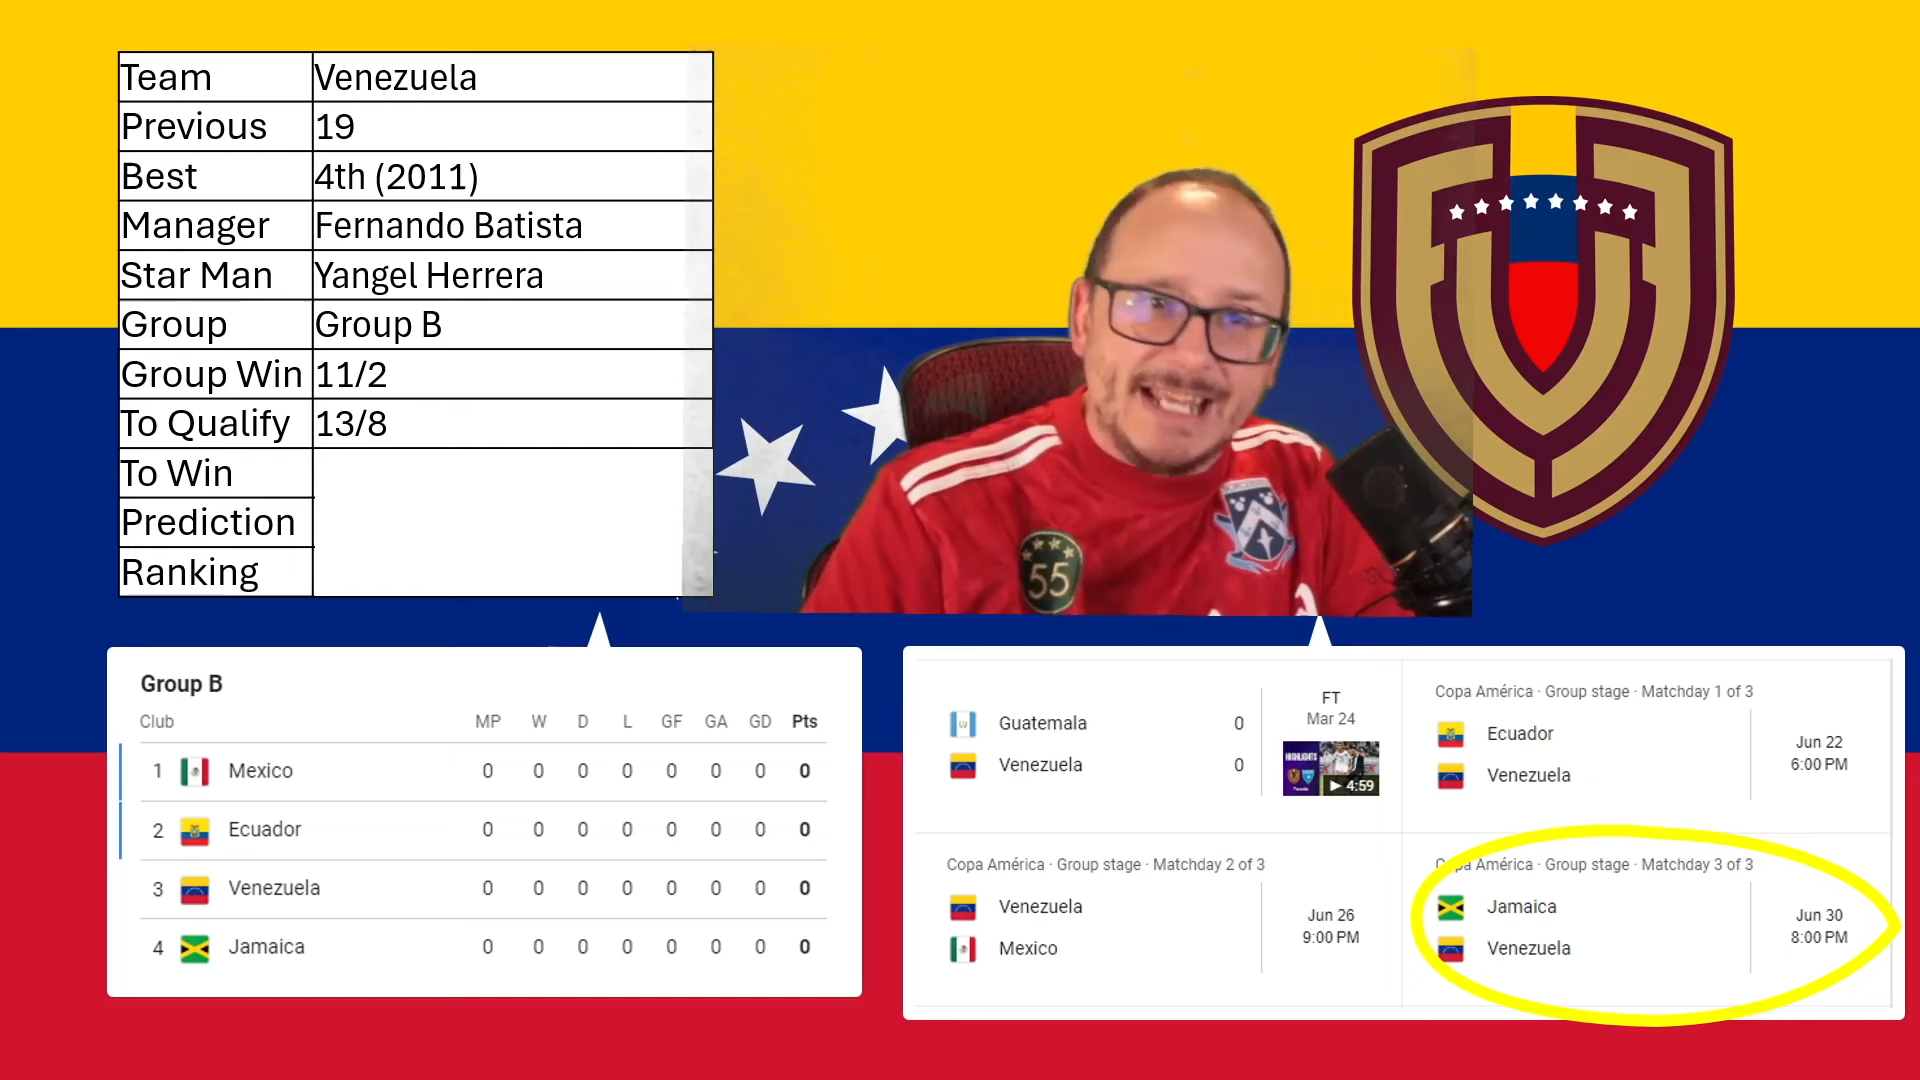 Team Venezuela
Previous 19
Best 4th (2011)
Manager Fernando Batista
Star Man Yangel Herrera
Group Group B
Group Win 11/2
To Qualify 13/8
To Win
Prediction
Ranking
55
Group B
Club MP W D L GF GA GD Pts
1 Mexico 0 0 0 0 0 0 0 0
2 Ecuador 0 0 0 0 0 0 0 0
3 Venezuela 0 0 0 0 0 0 0 0
4 Jamaica 0 0 0 0 0 0 0 0
Guatemala 0
Venezuela 0
FT
Mar 24
HIGHLIGHTS
4:59
Copa América · Group stage · Matchday 1 of 3
Ecuador
Venezuela
Jun 22
6:00 PM
Copa América · Group stage · Matchday 2 of 3
Venezuela
Mexico
Jun 26
9:00 PM
Copa América · Group stage · Matchday 3 of 3
Jamaica
Venezuela
Jun 30
8:00 PM